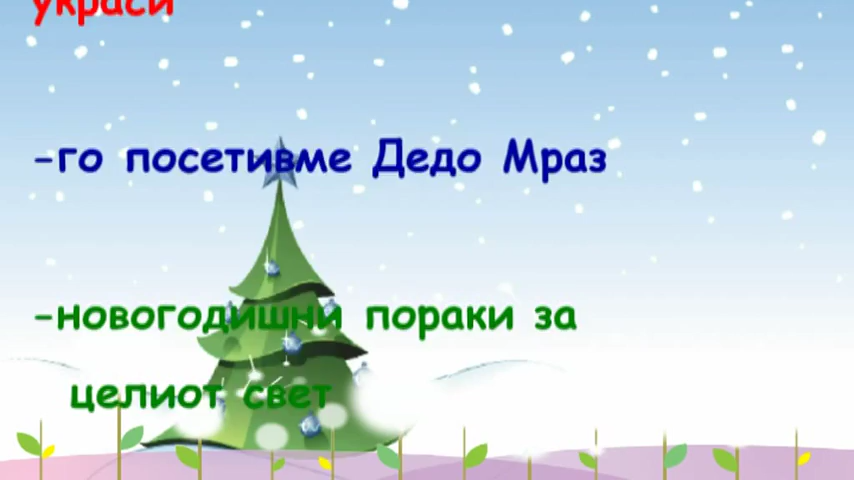 украси
-го посетивме Дедо Мраз
-новогодишни пораки за
целиот свет